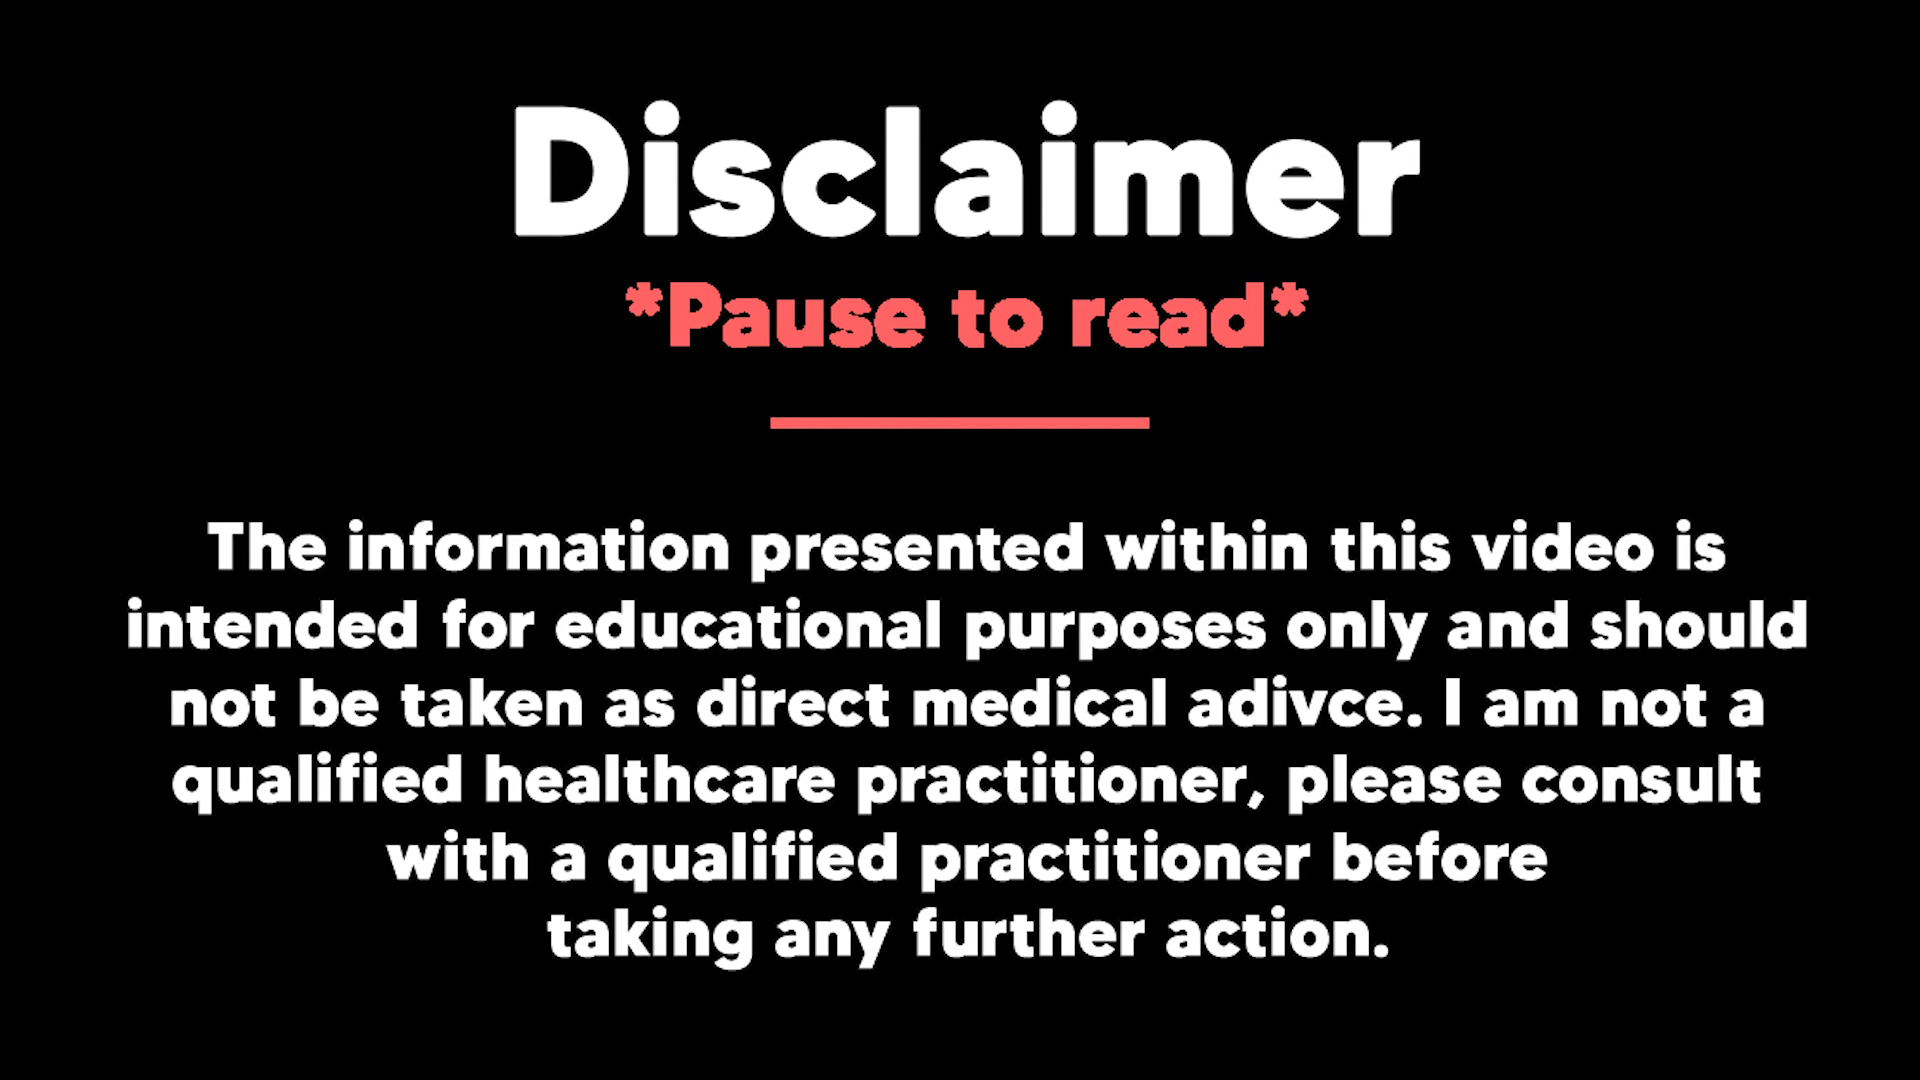 Disclaimer
*Pause to read*
The information presented within this video is
intended for educational purposes only and should
not be taken as direct medical adivce. I am not a
qualified healthcare practitioner, please consult
with a qualified practitioner before
taking any further action.